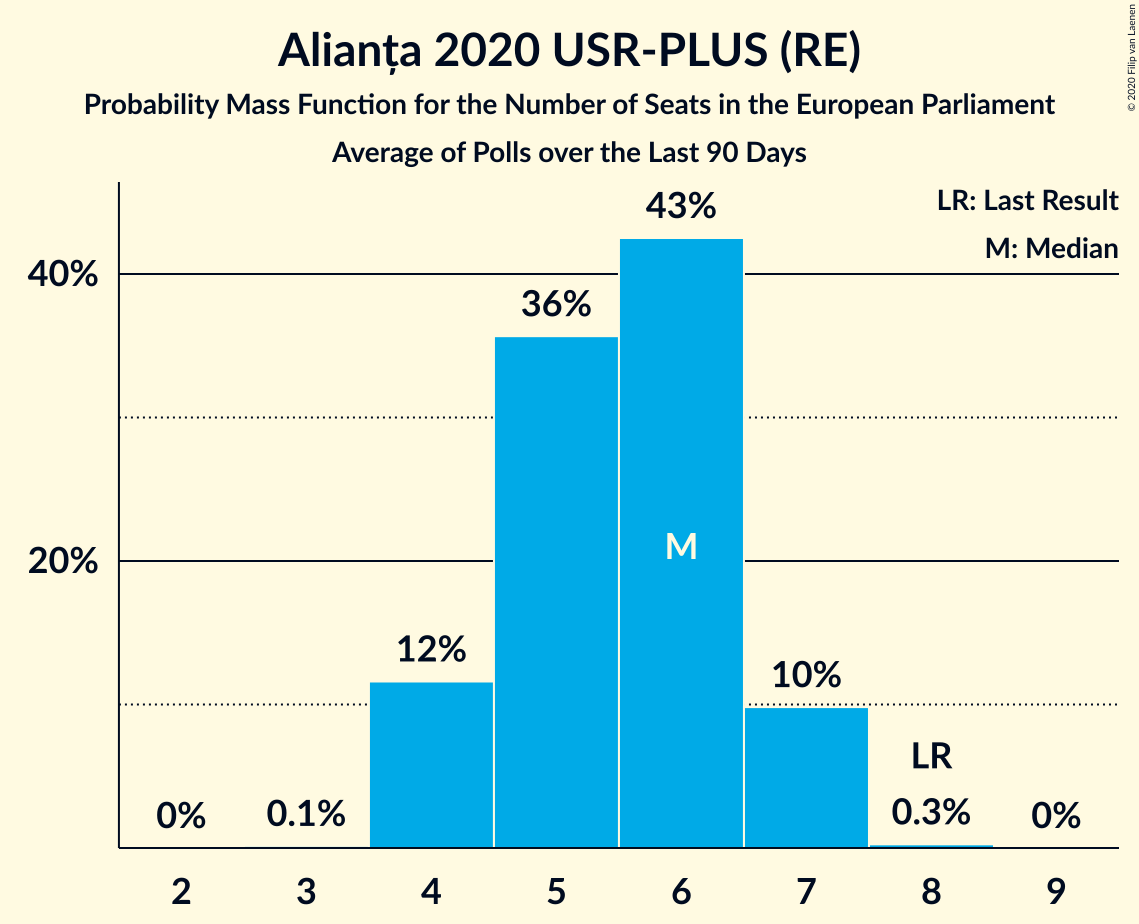 Alianța 2020 USR-PLUS (RE)
Probability Mass Function for the Number of Seats in the European Parliament
Average of Polls over the Last 90 Days
© 2020 Filip van Laenen
LR: Last Result
M: Median
43%
40%
36%
M
20%
12%
10%
LR
0%
0.1%
0.3%
0%
2 3 4 5 6 7 8 9